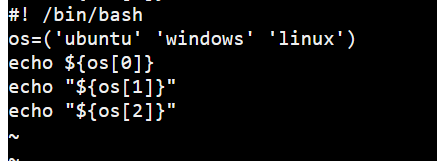 #! /bin/bash
os=('ubuntu' 'windows' 'linux')
echo ${os[0]}
echo "${os[1]}"
echo "${os[2]}"
~
~